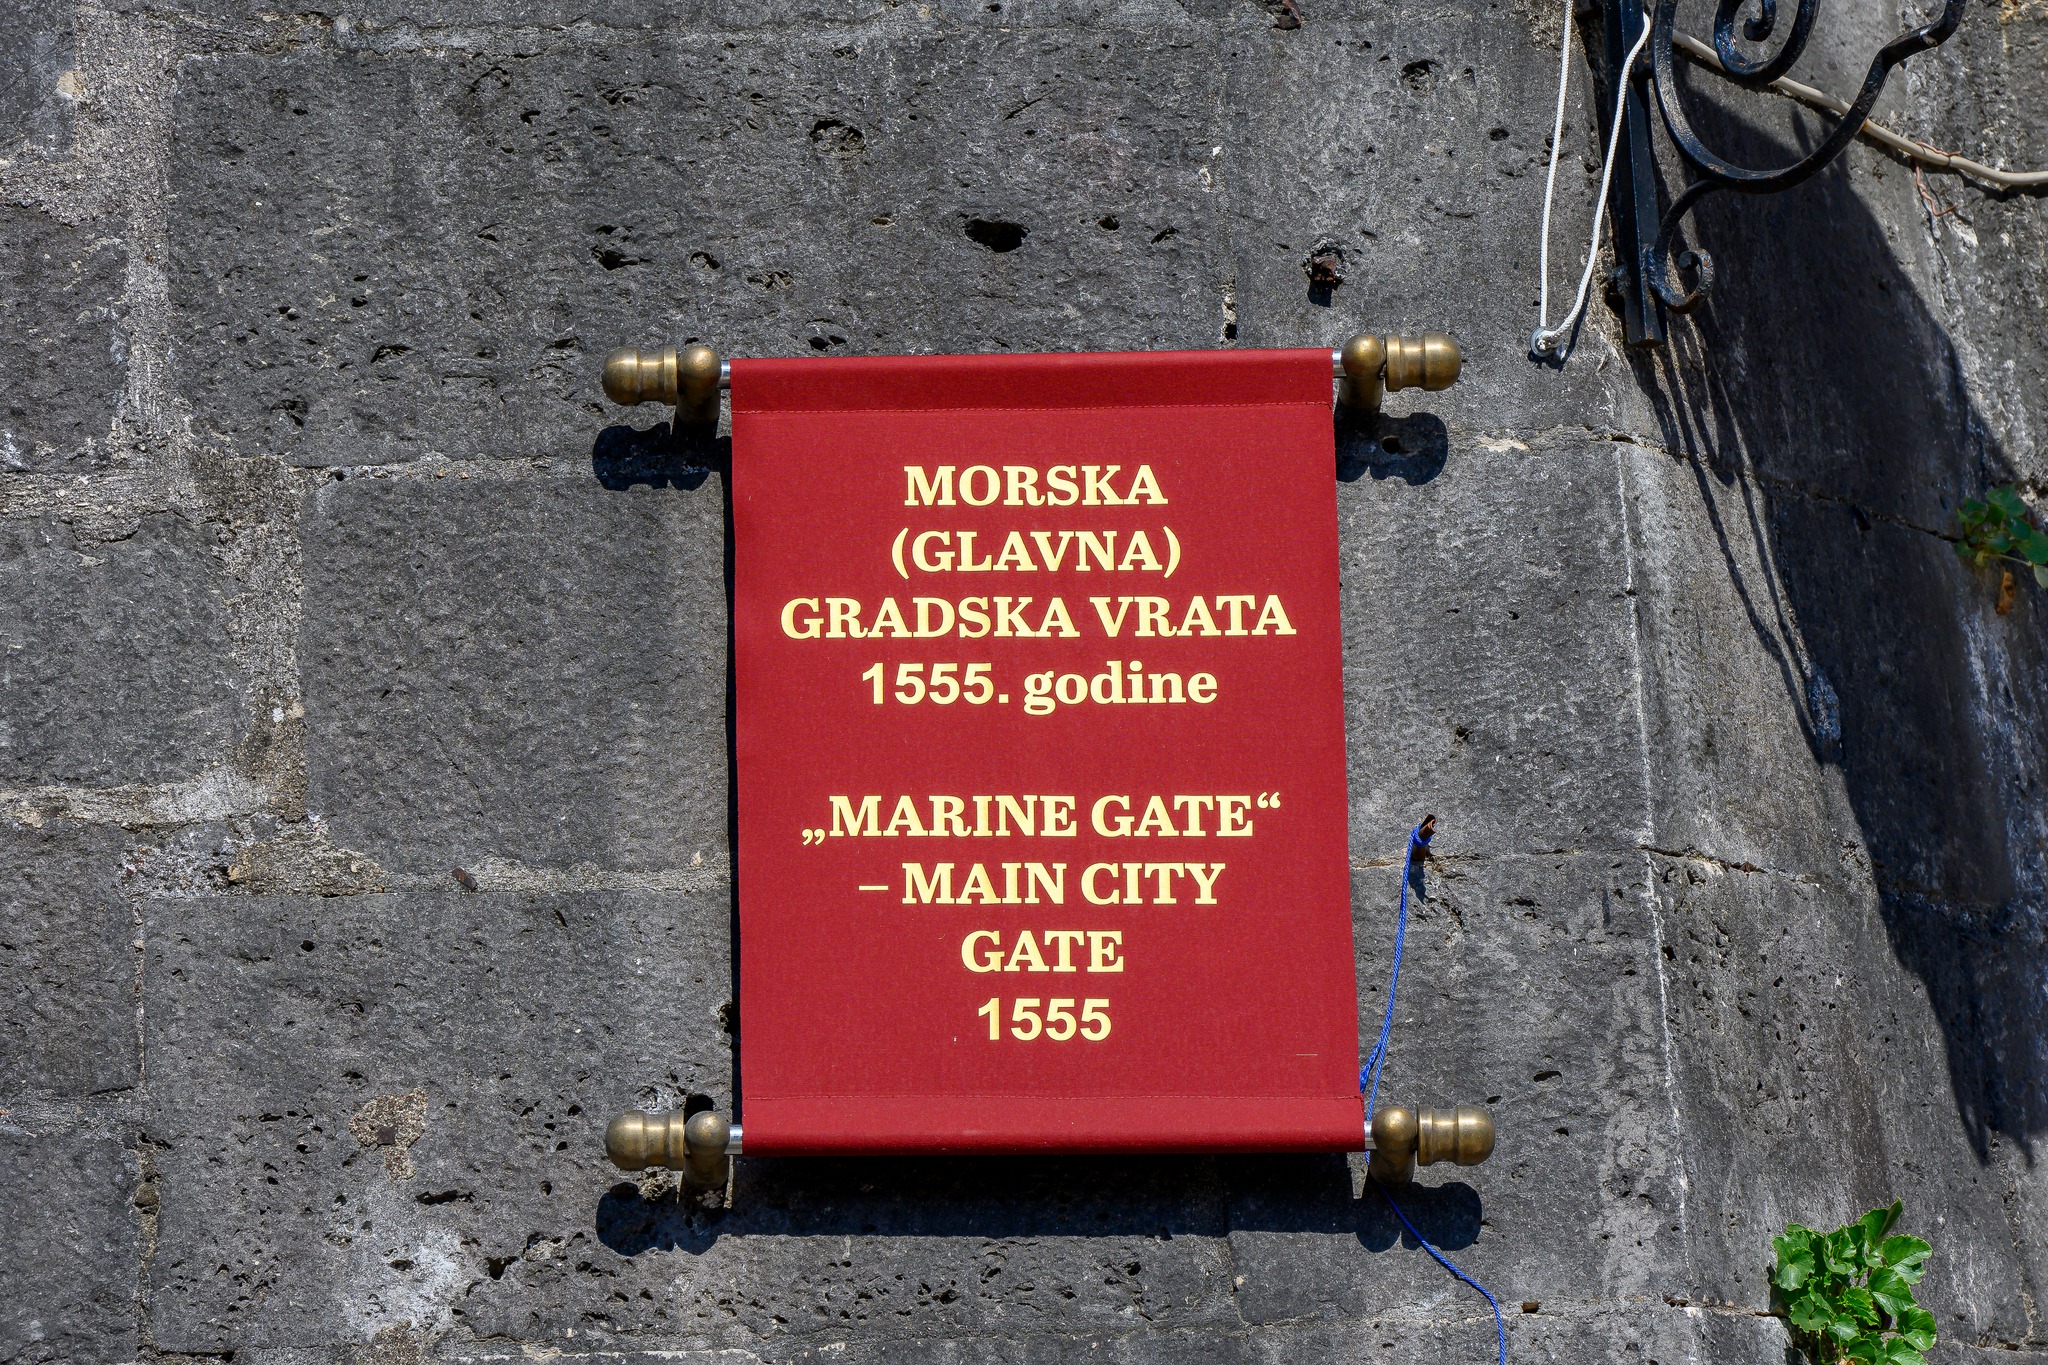 MORSKA
(GLAVNA)
GRADSKA VRATA
1555. godine
„MARINE GATE“
– MAIN CITY
GATE
1555